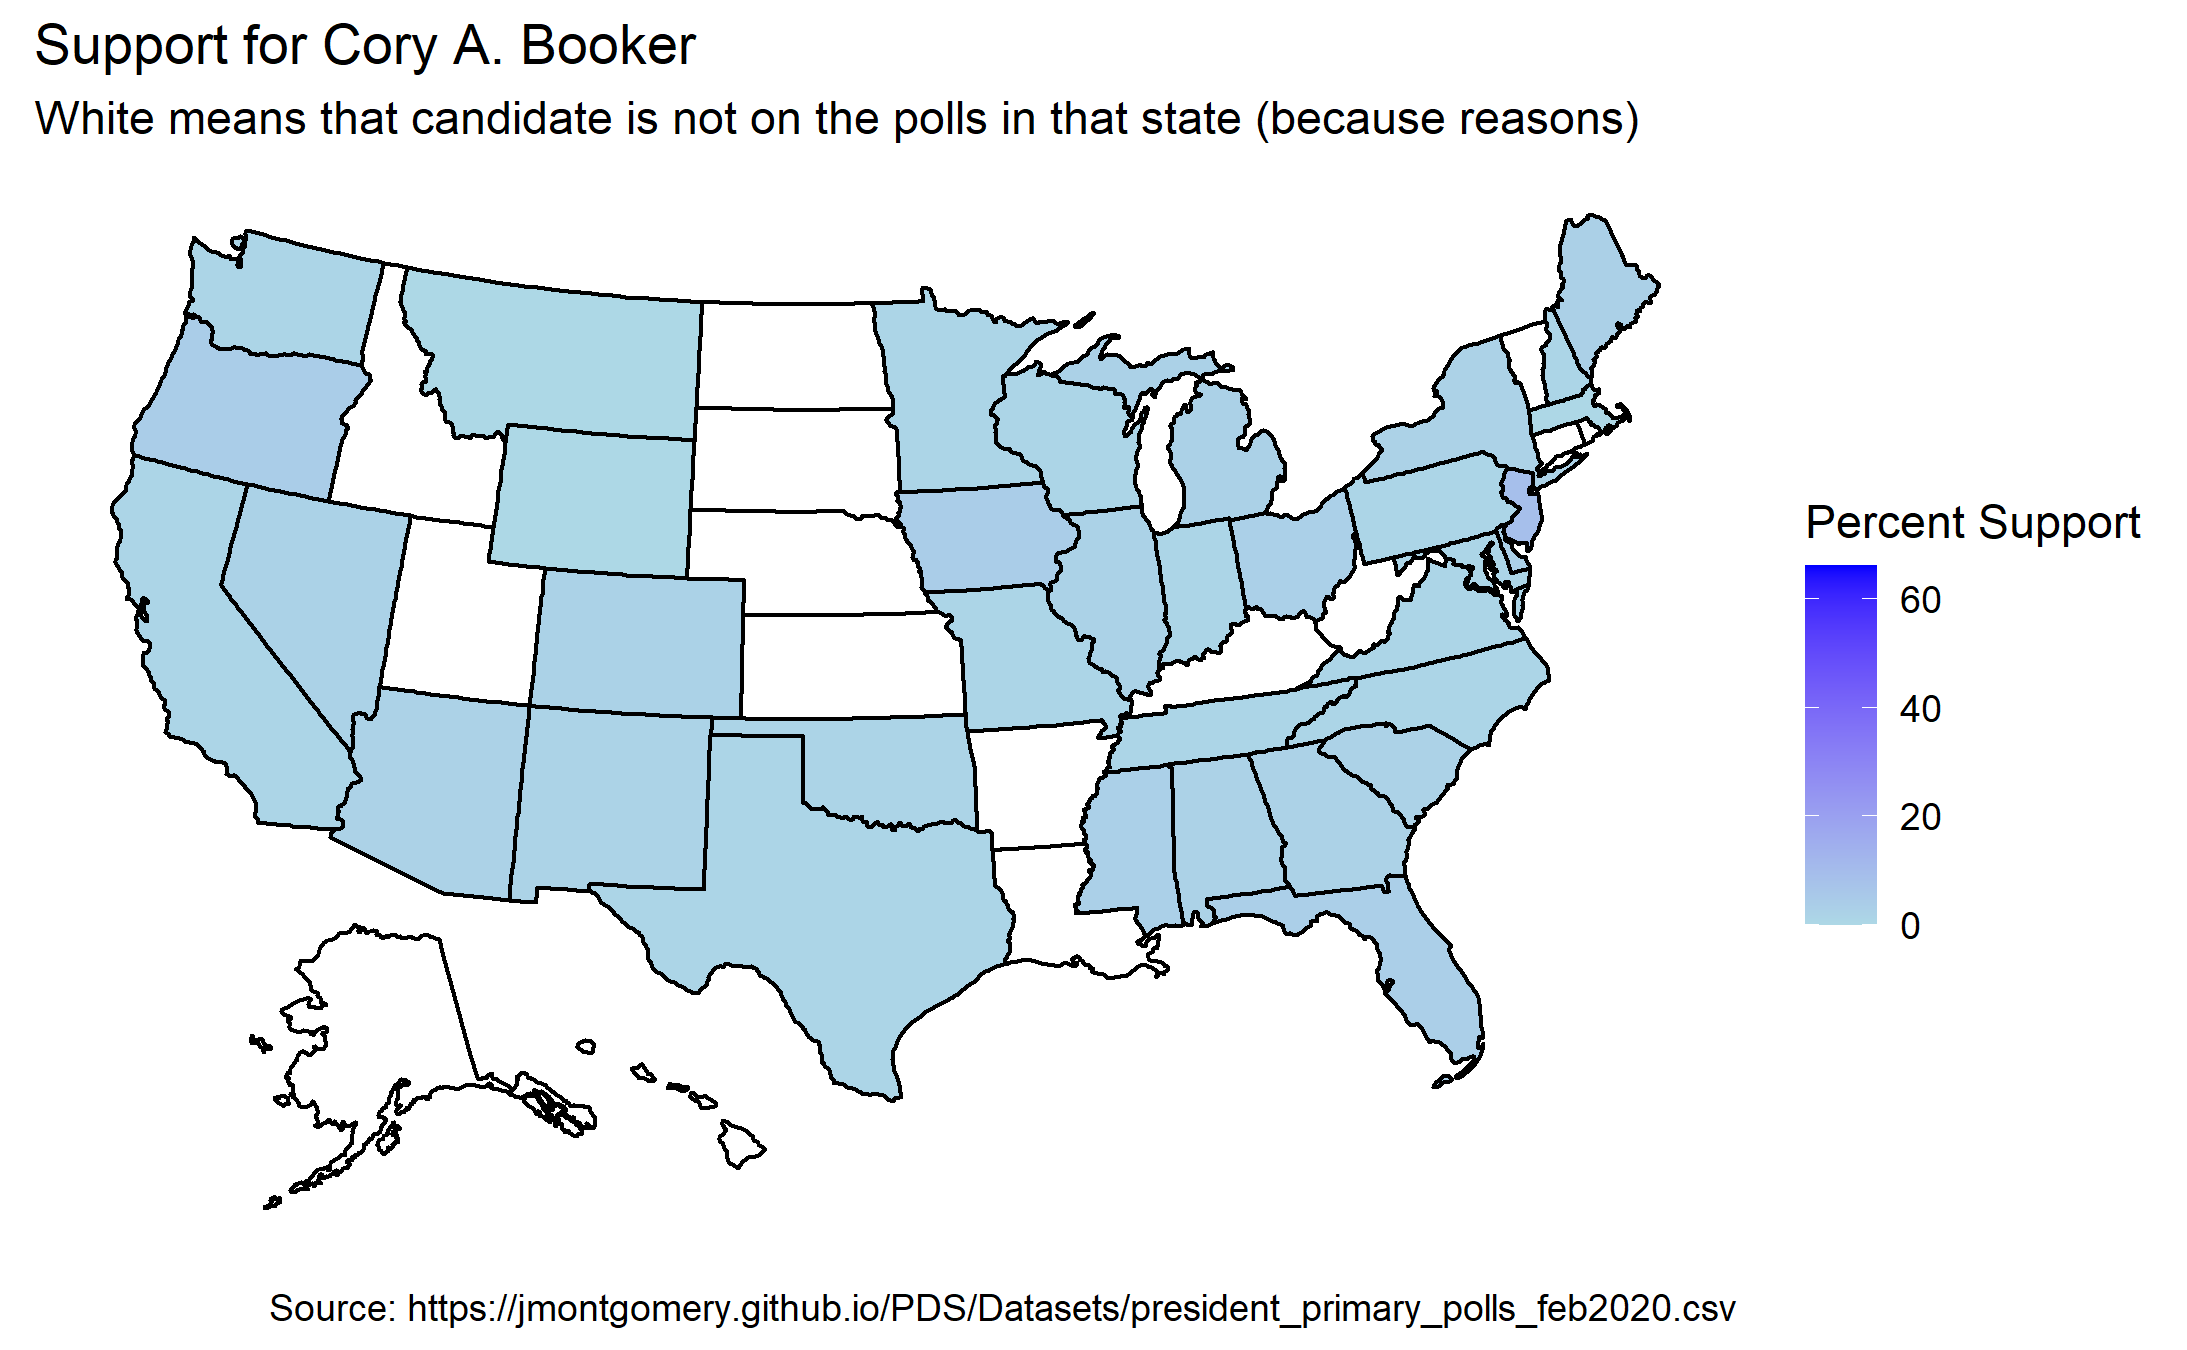 Support for Cory A. Booker
White means that candidate is not on the polls in that state (because reasons)
Percent Support
60
40
20
0
Source: https://jmontgomery.github.io/PDS/Datasets/president_primary_polls_feb2020.csv